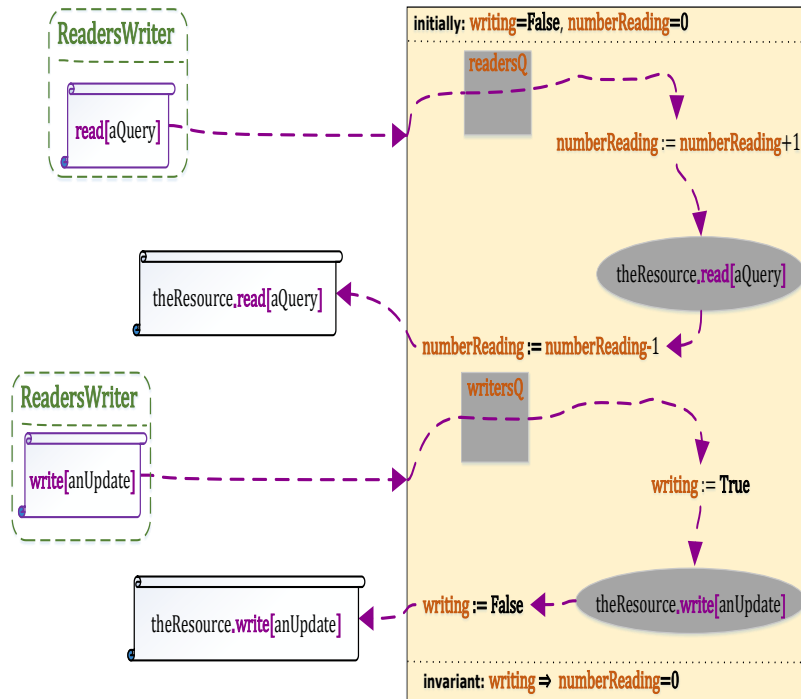 initially: writing=False, numberReading=0
ReadersWriter
read[aQuery]
readersQ
numberReading := numberReading+1
theResource.read[aQuery]
theResource.read[aQuery]
numberReading := numberReading-1
ReadersWriter
write[anUpdate]
writersQ
writing := True
theResource.write[anUpdate]
writing := False
theResource.write[anUpdate]
invariant: writing ⇒ numberReading=0